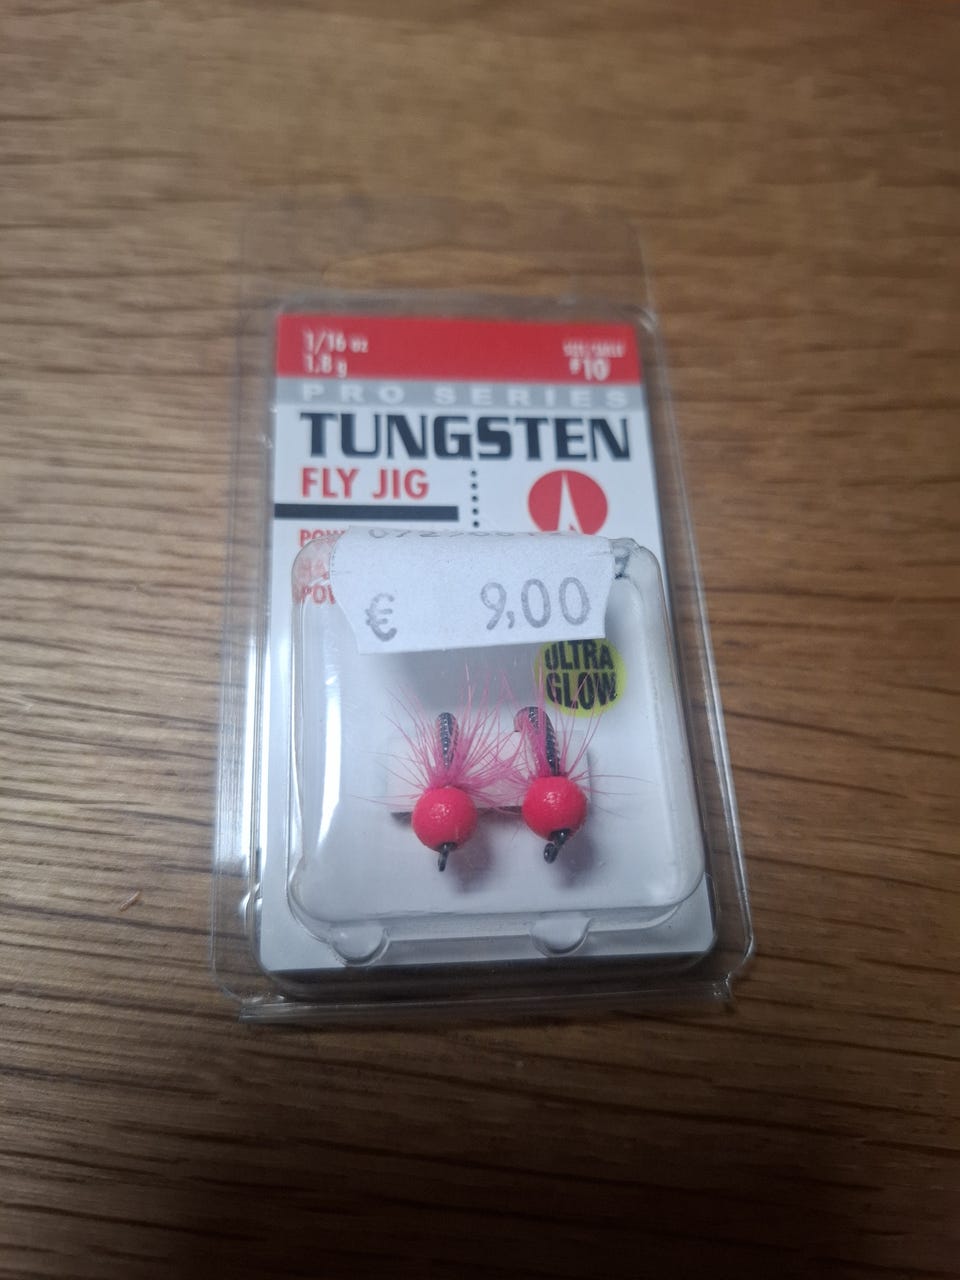 1/16 oz
1.8 g
#10
PRO SERIES
TUNGSTEN
FLY JIG
€ 9,00
ULTRA
GLOW